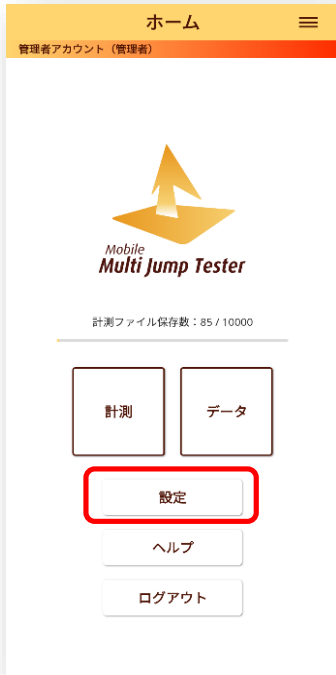 ホーム
管理者アカウント（管理者）
Mobile
Multi Jump Tester
計測ファイル保存数：85 / 10000
計測
データ
設定
ヘルプ
ログアウト